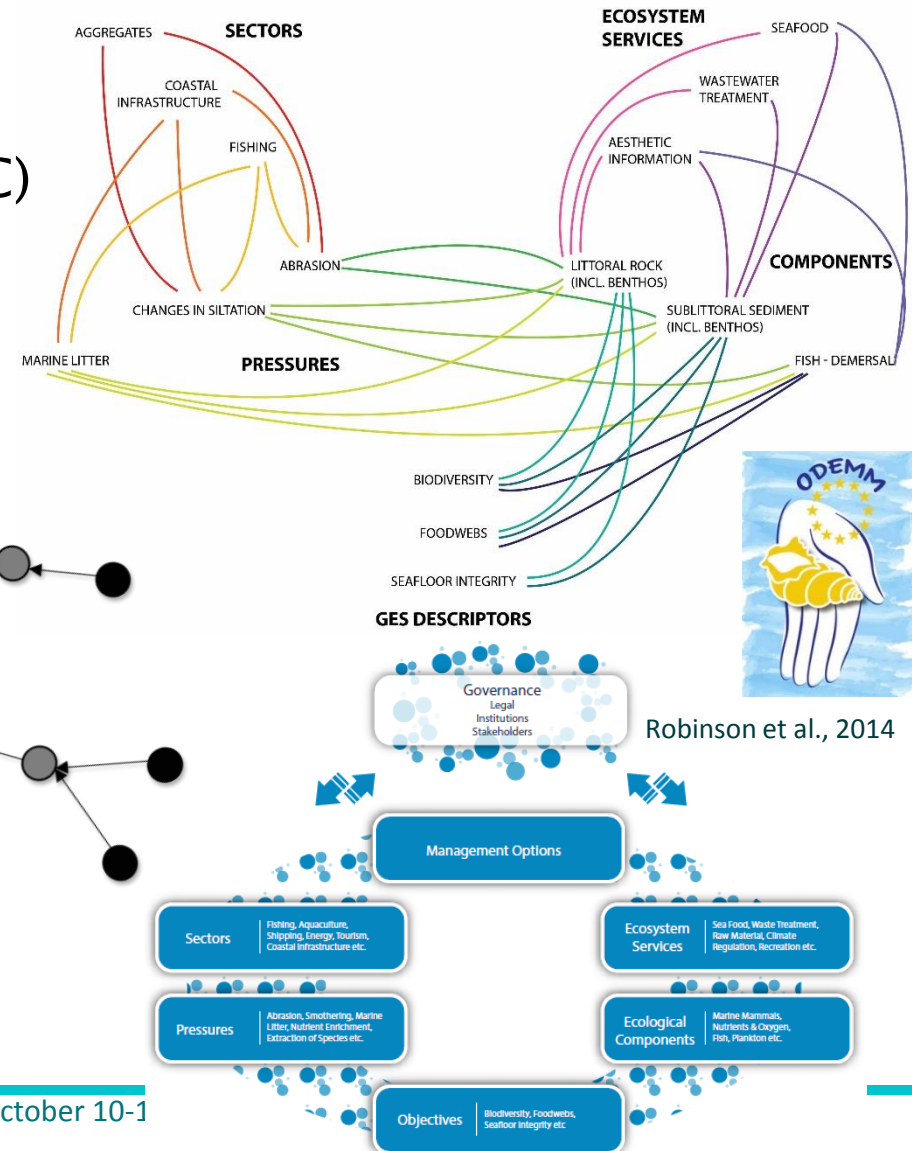 SECTORS
AGGREGATES
COASTAL
INFRASTRUCTURE
FISHING
C)
ECOSYSTEM
SERVICES
SEAFOOD
WASTEWATER
TREATMENT
AESTHETIC
INFORMATION
ABRASION
CHANGES IN SILTATION
MARINE LITTER
PRESSURES
LITTORAL ROCK
(INCL. BENTHOS)
COMPONENTS
SUBLITTORAL SEDIMENT
(INCL. BENTHOS)
FISH - DEMERSAL
BIODIVERSITY
FOODWEBS
SEAFLOOR INTEGRITY
GES DESCRIPTORS
ODEMM
Robinson et al., 2014
Governance
Legal
Institutions
Stakeholders
Management Options
Sectors
Fishing, Aquaculture,
Shipping, Energy, Tourism,
Coastal Infrastructure etc.
Ecosystem
Services
Sea Food, Waste Treatment,
Raw Material, Climate
Regulation, Recreation etc.
Pressures
Abrasion, Smothering, Marine
Litter, Nutrient Enrichment,
Extraction of Species etc.
Ecological
Components
Marine Mammals,
Nutrients & Oxygen,
Fish, Plankton etc.
Objectives
Biodiversity, Foodwebs,
Seafloor Integrity etc
ctober 10-1